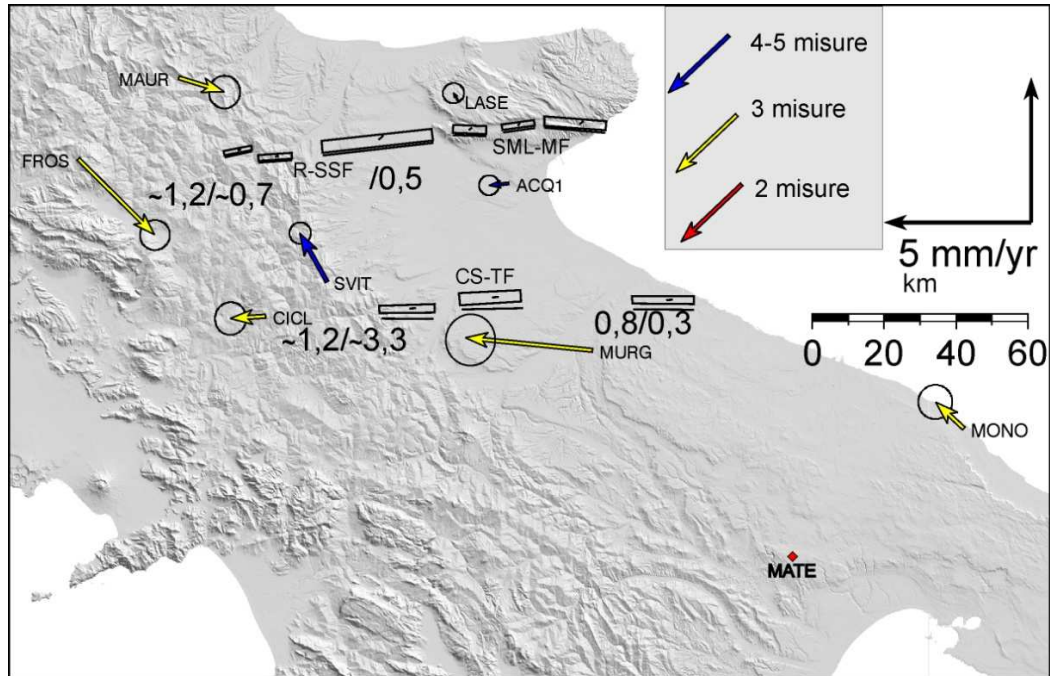 4-5 misure
3 misure
2 misure
MAUR
LASE
FROS
R-SSF
SML-MF
/0,5
ACQ1
~1,2/~0,7
5 mm/yr
km
SVIT
CS-TF
CICL
~1,2/~3,3
0,8/0,3
MURG
0 20 40 60
MONO
MATE